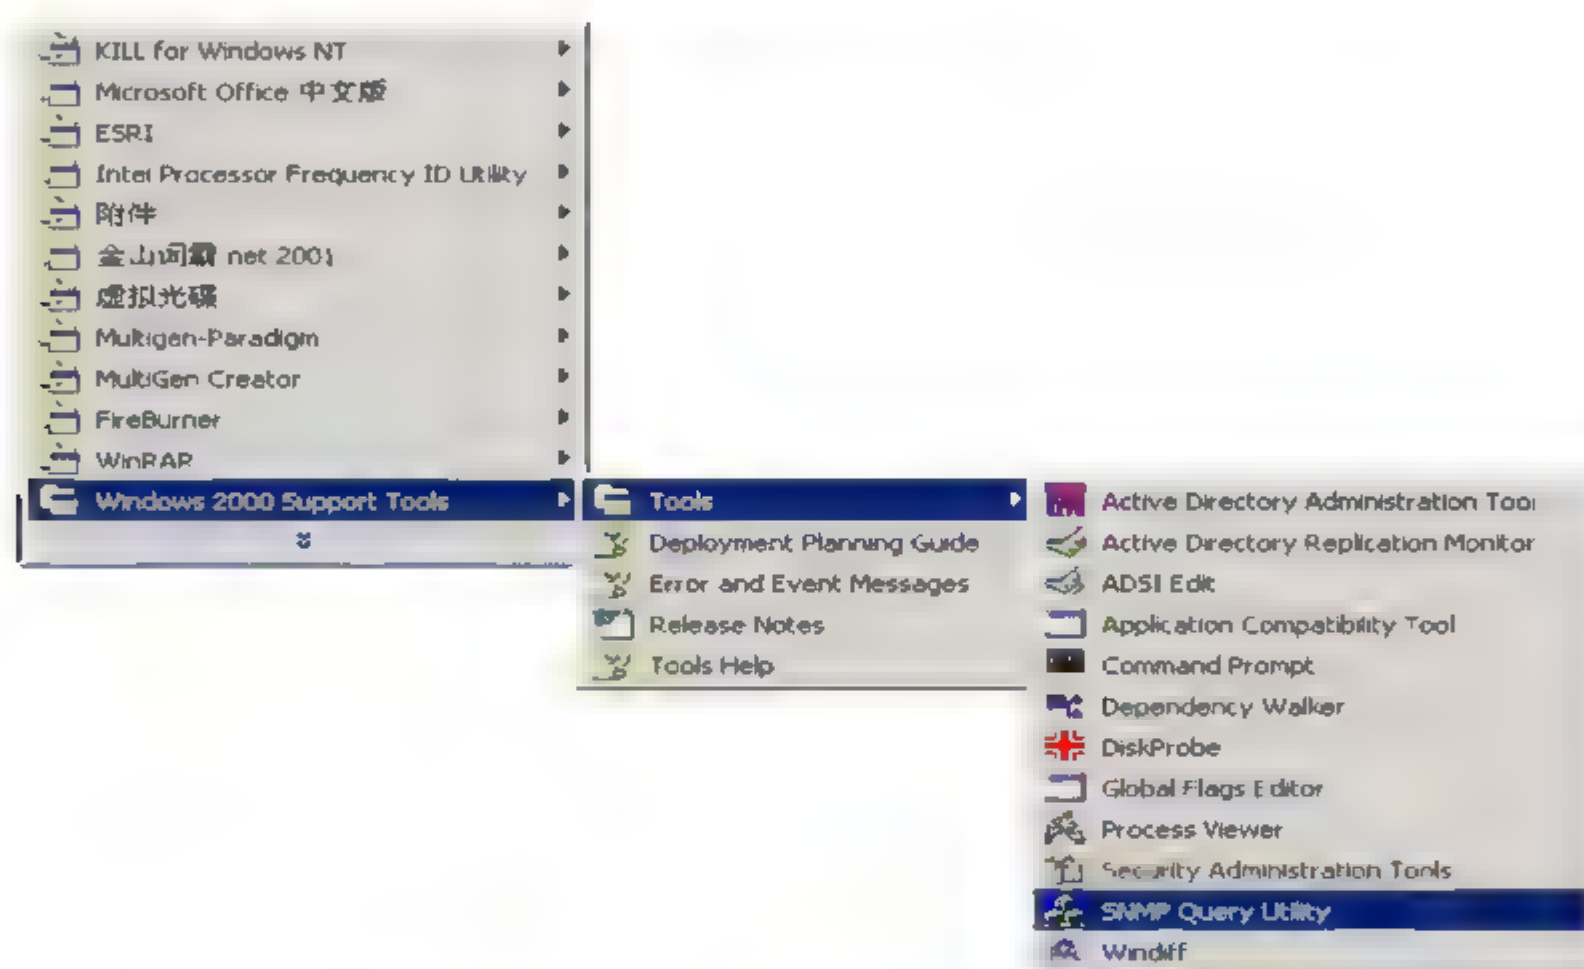 KILL for Windows NT
Microsoft Office 中文版
ESRI
Intel Processor Frequency ID Utility
附件
金山词霸 net 2001
虚拟光碟
Multigen-Paradigm
MultiGen Creator
FireBurner
WinRAR
Windows 2000 Support Tools
Tools
Deployment Planning Guide
Error and Event Messages
Release Notes
Tools Help
Active Directory Administration Tool
Active Directory Replication Monitor
ADSI Edit
Application Compatibility Tool
Command Prompt
Dependency Walker
DiskProbe
Global Flags Editor
Process Viewer
Security Administration Tools
SNMP Query Utility
Windiff